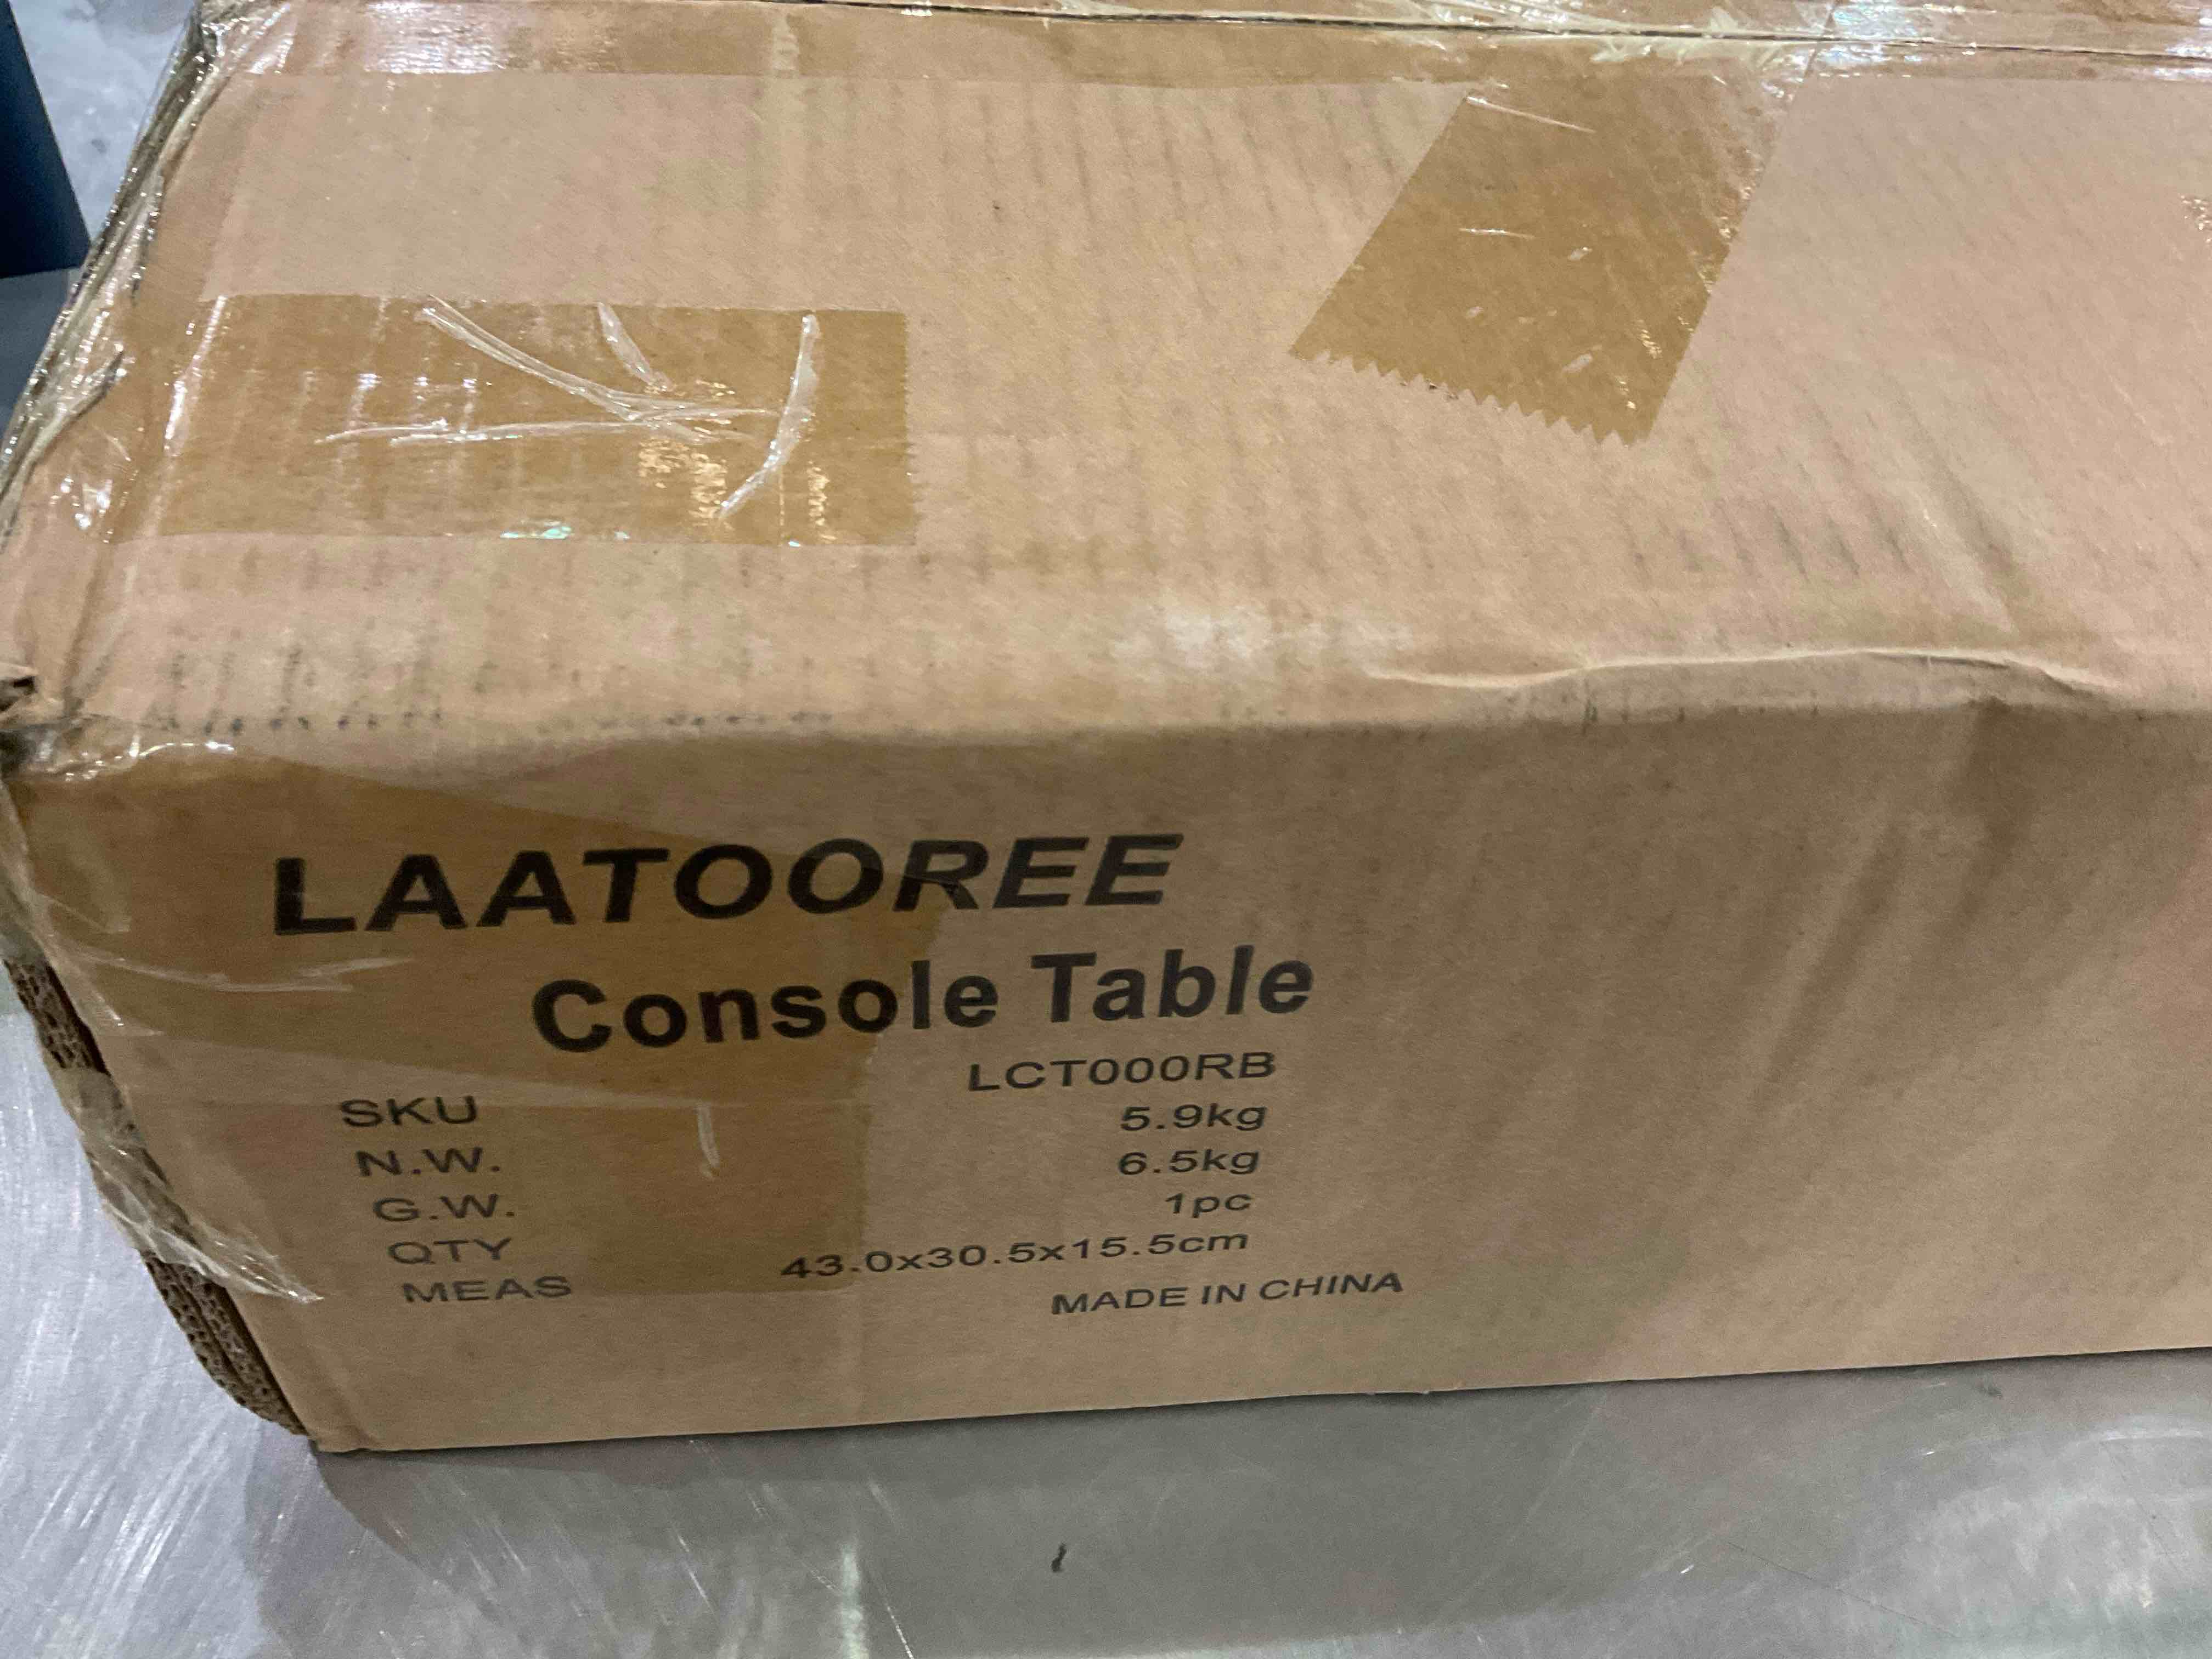 LAATOOREE
Console Table
SKU LCT000RB
N.W. 5.9kg
G.W. 6.5kg
QTY 1pc
MEAS 43.0x30.5x15.5cm
MADE IN CHINA